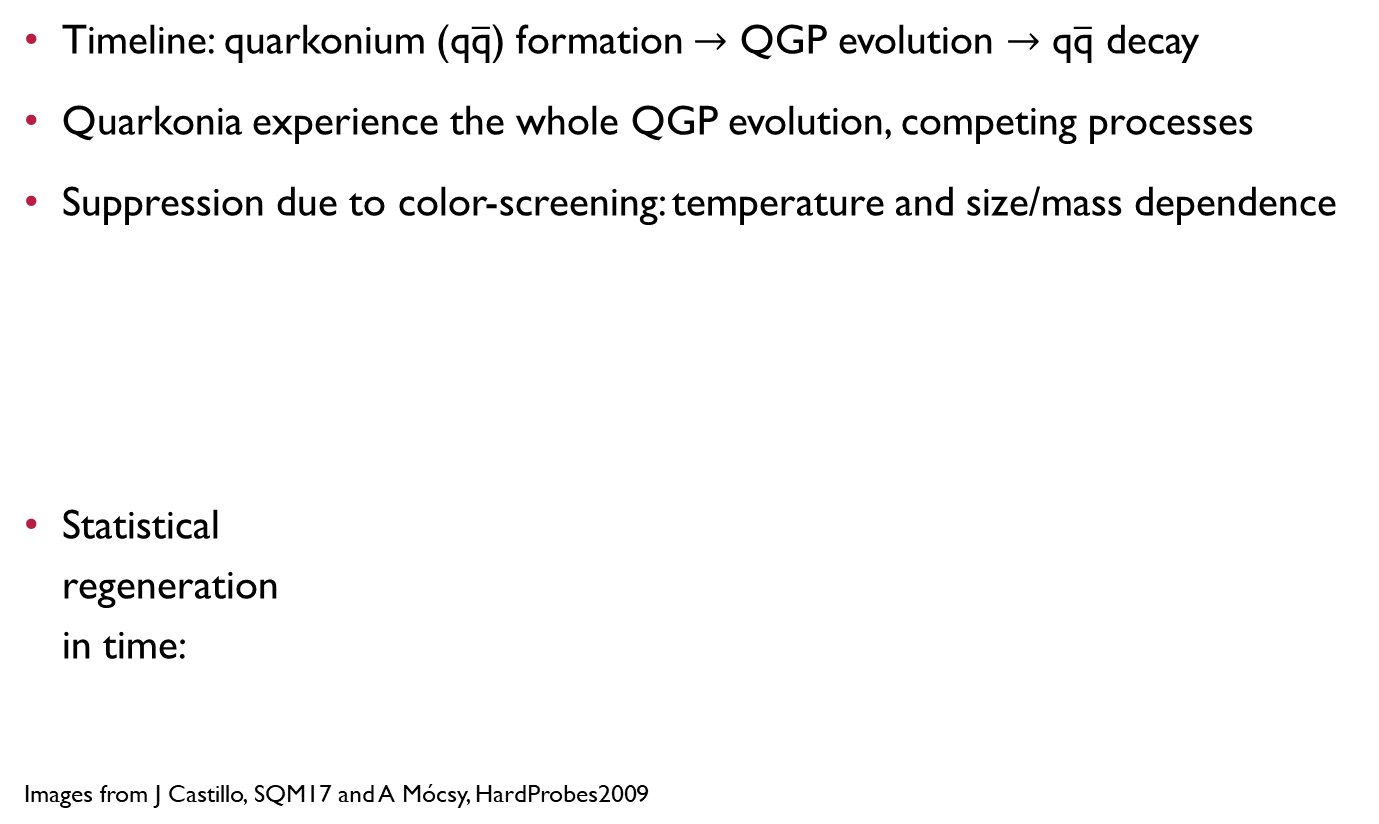 • Timeline: quarkonium (qq̄) formation → QGP evolution → qq̄ decay
• Quarkonia experience the whole QGP evolution, competing processes
• Suppression due to color-screening: temperature and size/mass dependence
• Statistical
regeneration
in time:
Images from J Castillo, SQM17 and A Mócsy, HardProbes2009